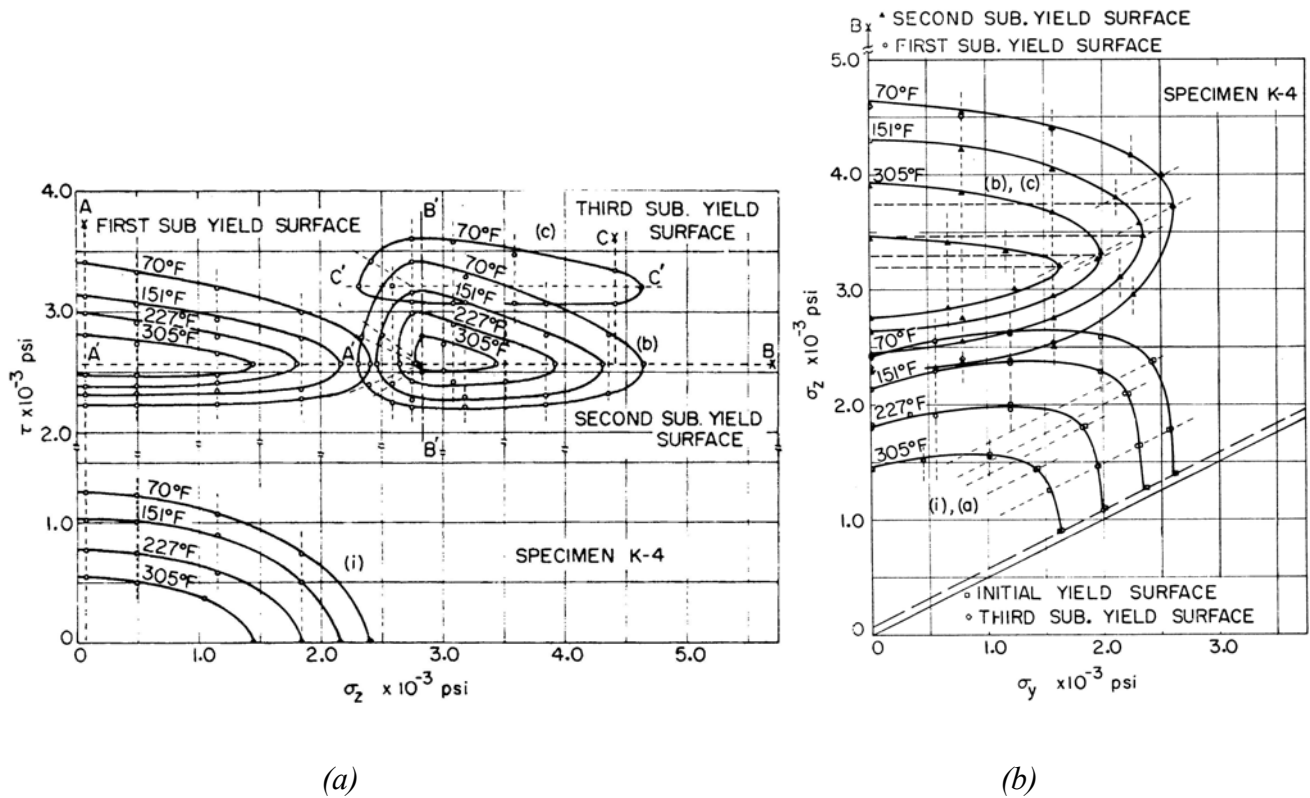 A
FIRST SUB YIELD SURFACE
B'
THIRD SUB. YIELD
SURFACE
(c)
70°F
C
C' C'
70°F
151°F
227°F
305°F
A' A'
70°F
151°F
227°F
305°F
(b)
B
SECOND SUB. YIELD
SURFACE
B'
70°F
151°F
227°F
305°F
(i)
SPECIMEN K-4
4.0
3.0
2.0
1.0
0
τ x10⁻³ psi
0 1.0 2.0 3.0 4.0 5.0
σz x10⁻³ psi
(a)
B SECOND SUB. YIELD SURFACE
FIRST SUB. YIELD SURFACE
SPECIMEN K-4
70°F
151°F
305°F
(b), (c)
70°F
151°F
227°F
305°F
(i), (a)
INITIAL YIELD SURFACE
THIRD SUB. YIELD SURFACE
5.0
4.0
3.0
2.0
1.0
0
σz x10⁻³ psi
0 1.0 2.0 3.0
σy x10⁻³ psi
(b)